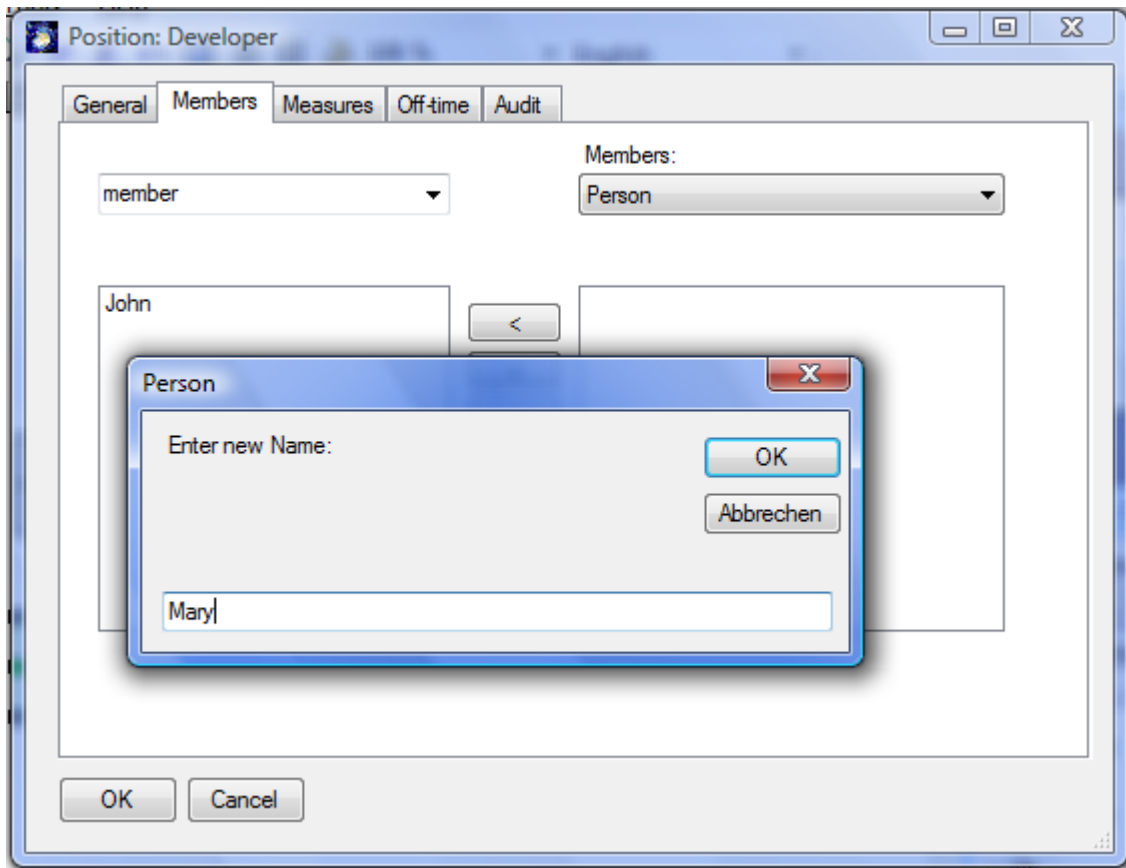 Position: Developer
General Members Measures Off-time Audit
Members:
member Person
John
<
Person
Enter new Name:
OK
Abbrechen
Mary
OK Cancel